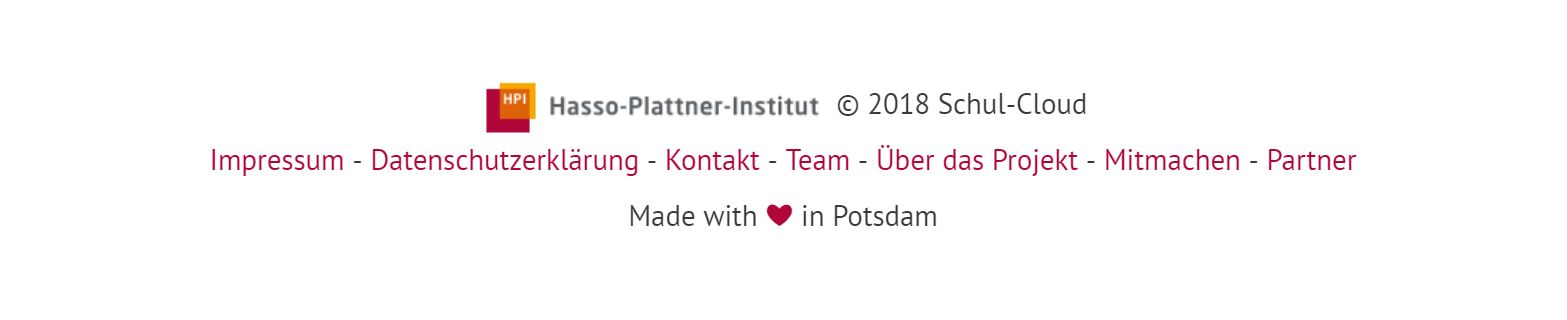 HPI Hasso-Plattner-Institut © 2018 Schul-Cloud
Impressum - Datenschutzerklärung - Kontakt - Team - Über das Projekt - Mitmachen - Partner
Made with ♥ in Potsdam